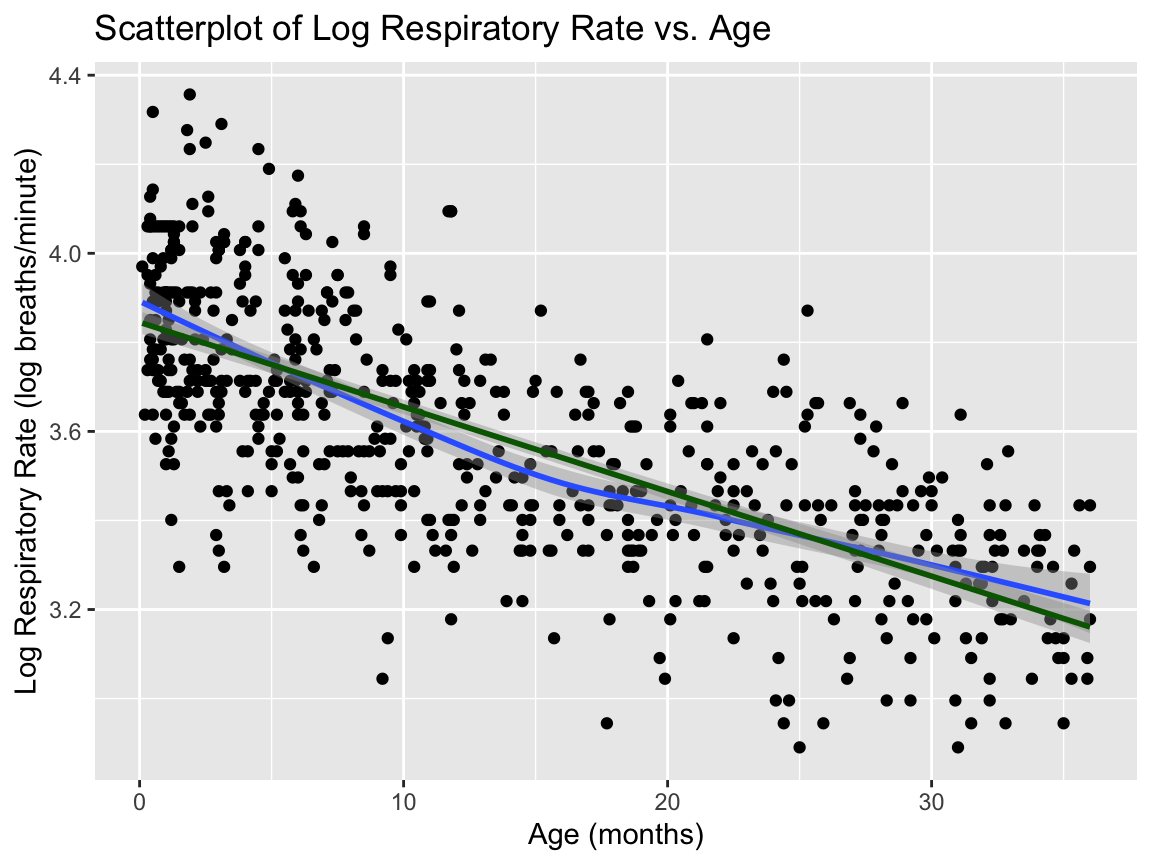 Scatterplot of Log Respiratory Rate vs. Age
Log Respiratory Rate (log breaths/minute)
4.4
4.0
3.6
3.2
0 10 20 30
Age (months)